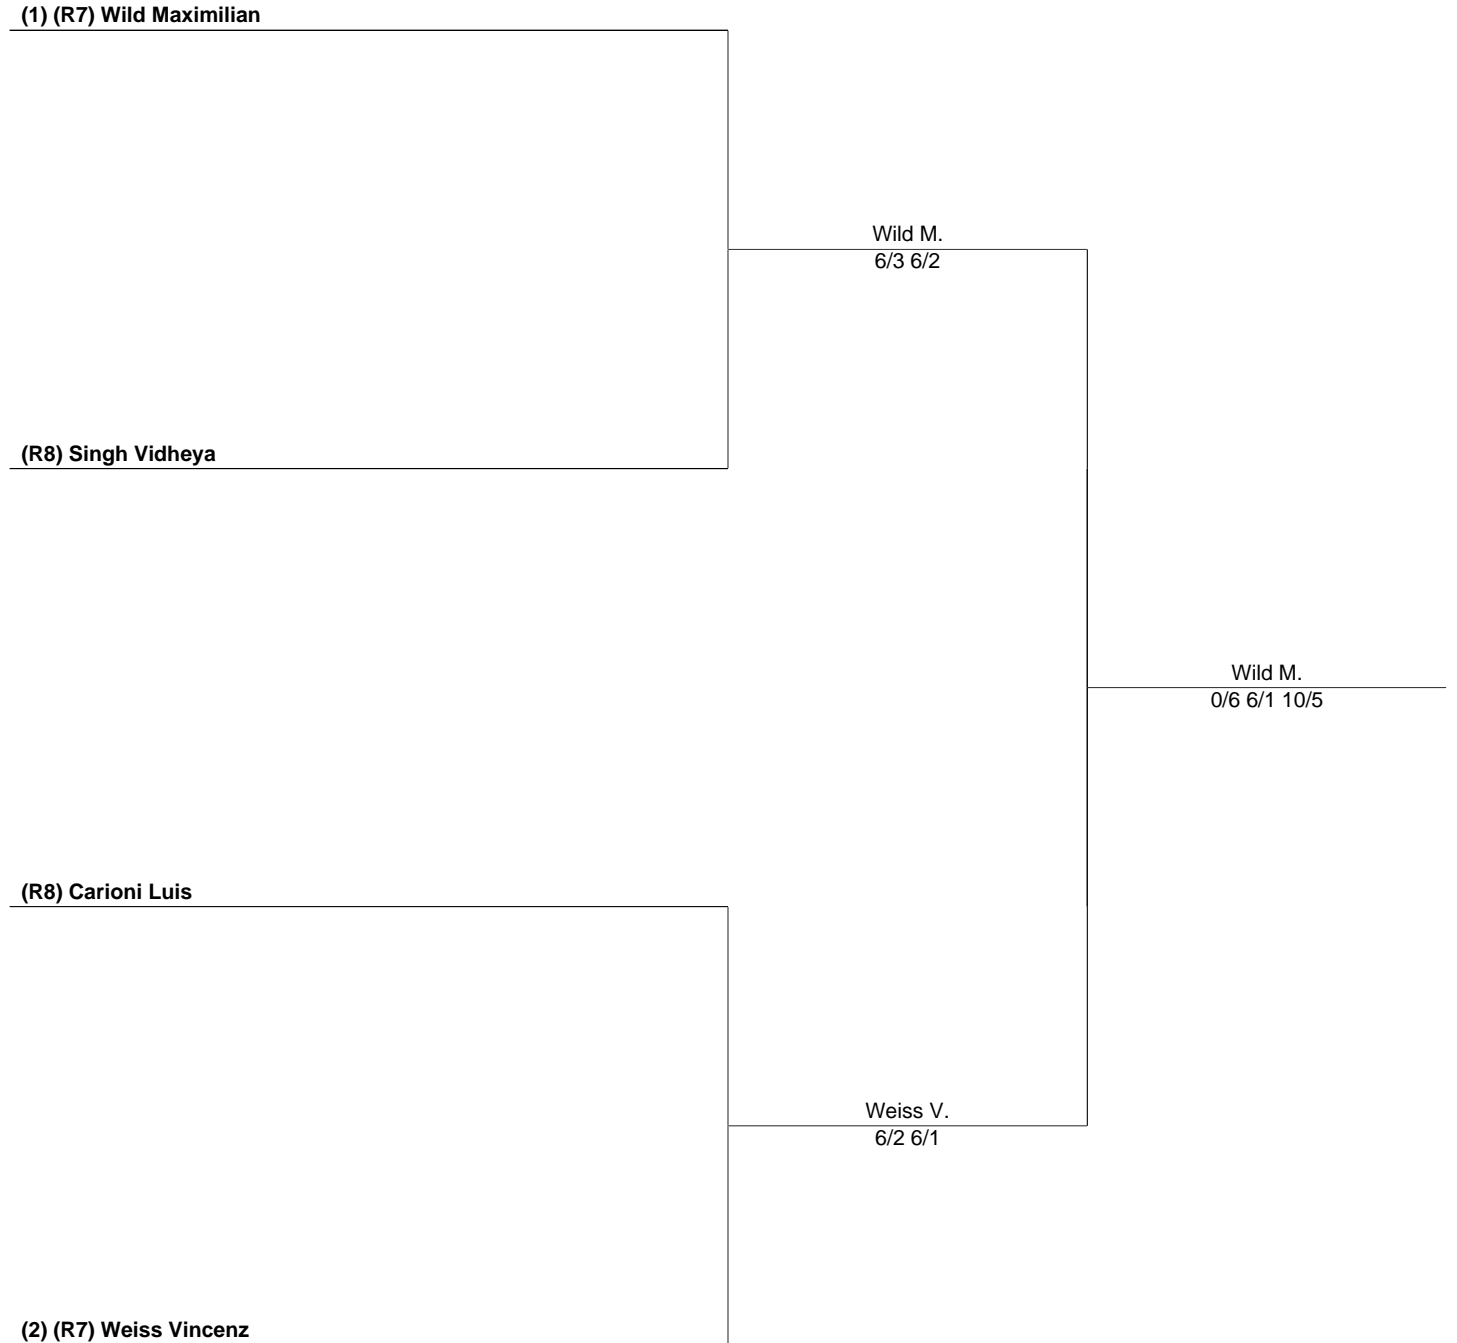 (1) (R7) Wild Maximilian
Wild M.
6/3 6/2
(R8) Singh Vidheya
Wild M.
0/6 6/1 10/5
(R8) Carioni Luis
Weiss V.
6/2 6/1
(2) (R7) Weiss Vincenz